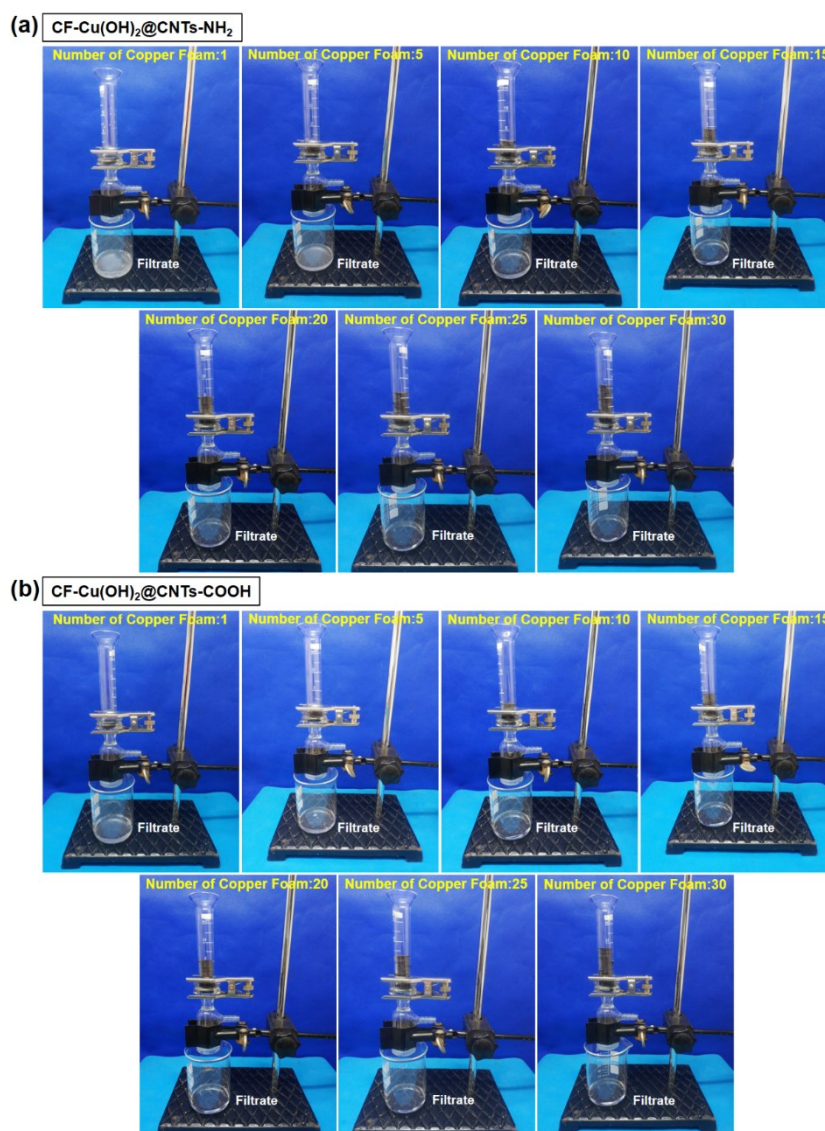 (a) CF-Cu(OH)₂@CNTs-NH₂
Number of Copper Foam:1 Number of Copper Foam:5 Number of Copper Foam:10 Number of Copper Foam:15
Filtrate Filtrate Filtrate Filtrate
Number of Copper Foam:20 Number of Copper Foam:25 Number of Copper Foam:30
Filtrate Filtrate Filtrate
(b) CF-Cu(OH)₂@CNTs-COOH
Number of Copper Foam:1 Number of Copper Foam:5 Number of Copper Foam:10 Number of Copper Foam:15
Filtrate Filtrate Filtrate Filtrate
Number of Copper Foam:20 Number of Copper Foam:25 Number of Copper Foam:30
Filtrate Filtrate Filtrate